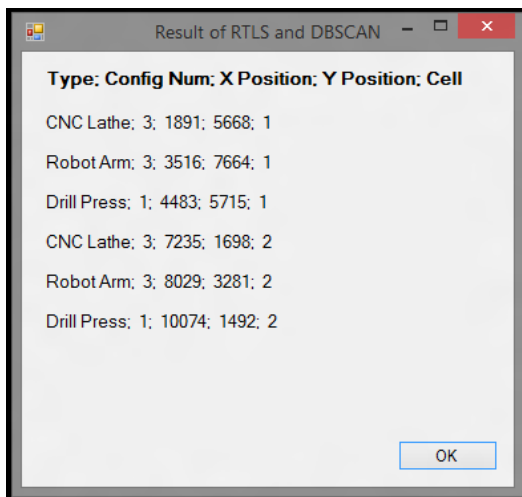 Result of RTLS and DBSCAN
Type; Config Num; X Position; Y Position; Cell
CNC Lathe; 3; 1891; 5668; 1
Robot Arm; 3; 3516; 7664; 1
Drill Press; 1; 4483; 5715; 1
CNC Lathe; 3; 7235; 1698; 2
Robot Arm; 3; 8029; 3281; 2
Drill Press; 1; 10074; 1492; 2
OK